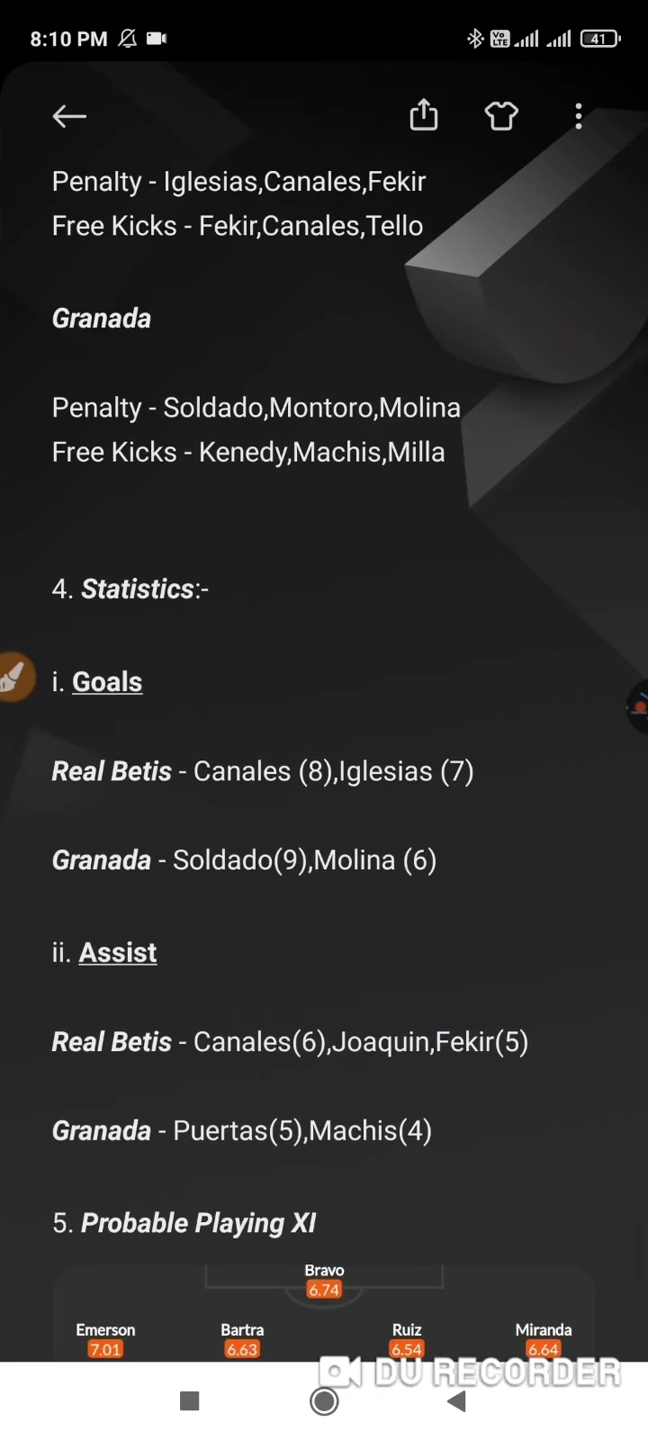 8:10 PM
Vo LTE
41
Penalty - Iglesias,Canales,Fekir
Free Kicks - Fekir,Canales,Tello
Granada
Penalty - Soldado,Montoro,Molina
Free Kicks - Kenedy,Machis,Milla
4. Statistics:-
i. Goals
Real Betis - Canales (8),Iglesias (7)
Granada - Soldado(9),Molina (6)
ii. Assist
Real Betis - Canales(6),Joaquin,Fekir(5)
Granada - Puertas(5),Machis(4)
5. Probable Playing XI
Bravo
6.74
Emerson Bartra Ruiz Miranda
7.01 6.63 6.54 6.64
DU RECORDER